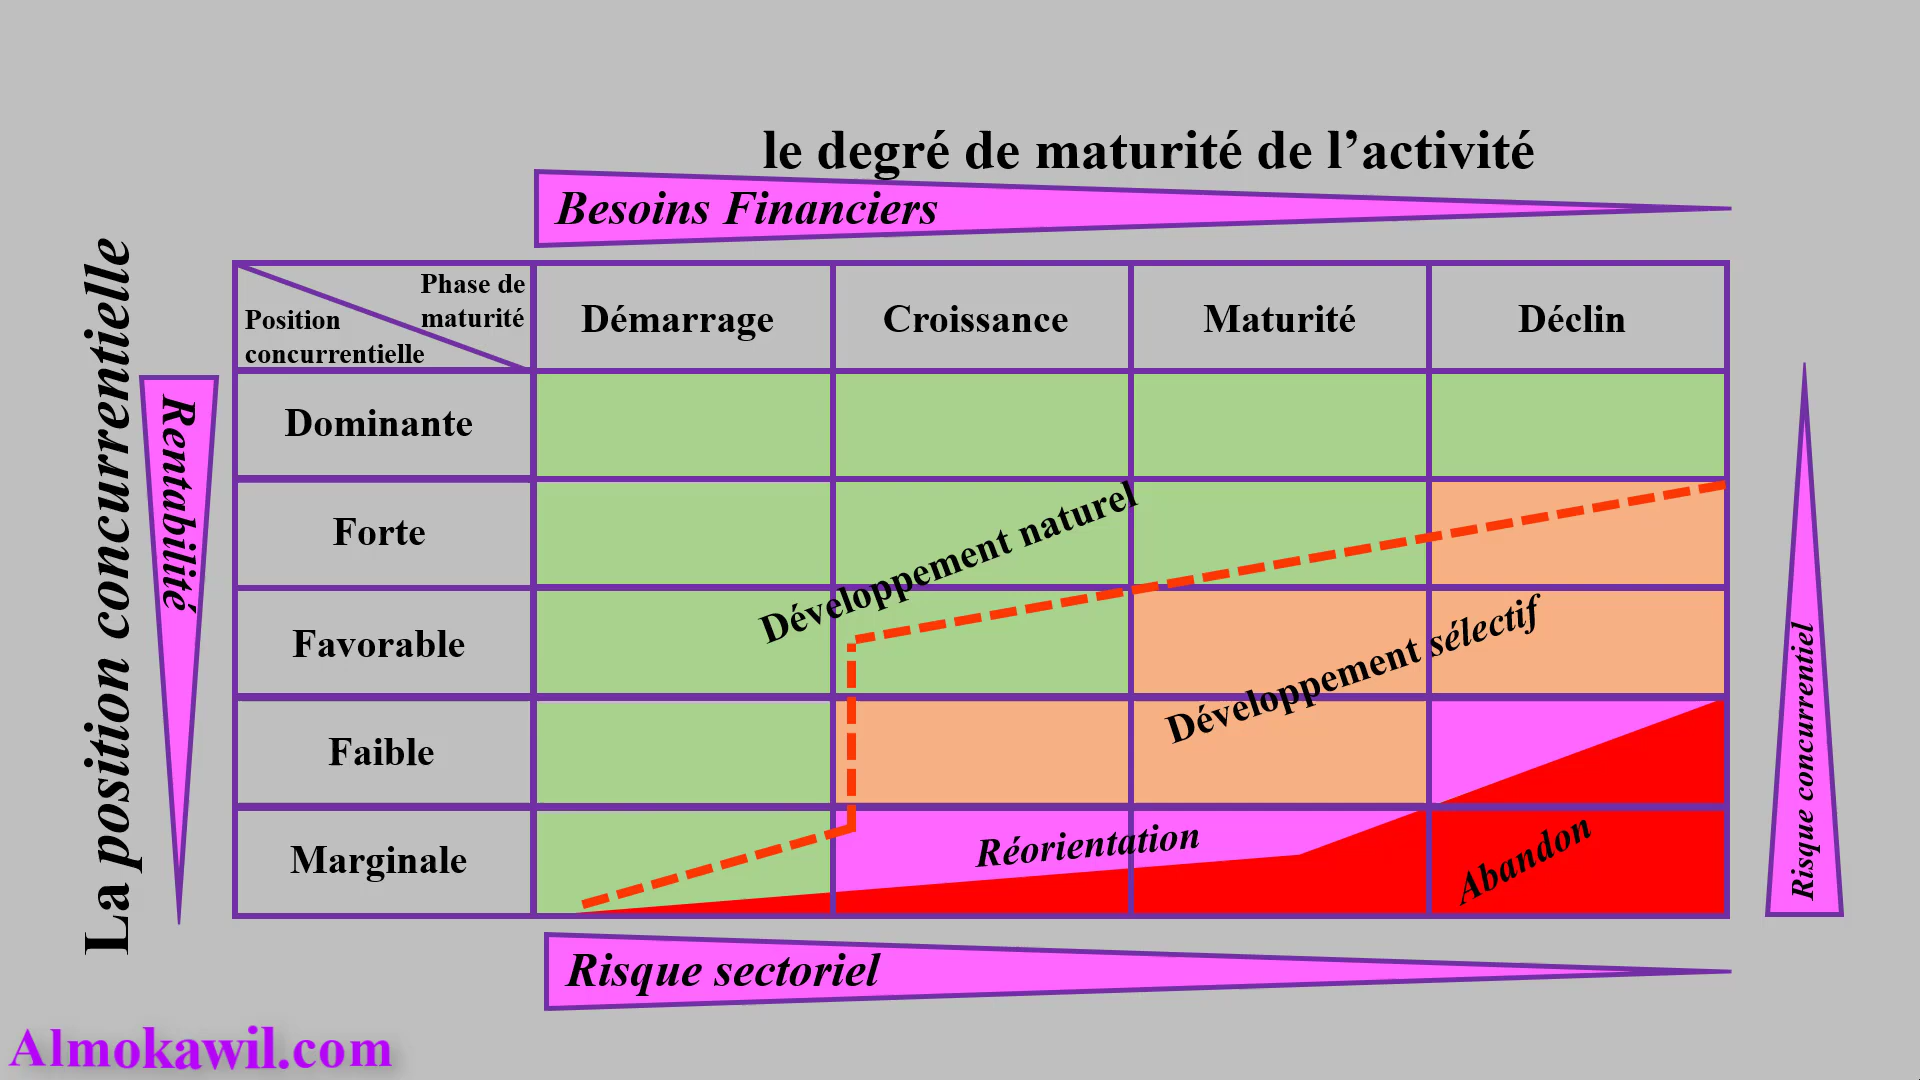 le degré de maturité de l’activité
Besoins Financiers
La position concurrentielle
Rentabilité
Phase de
maturité
Position
concurrentielle
Démarrage
Croissance
Maturité
Déclin
Dominante
Forte
Favorable
Faible
Marginale
Développement naturel
Développement sélectif
Réorientation
Abandon
Risque concurrentiel
Risque sectoriel
Almokawil.com